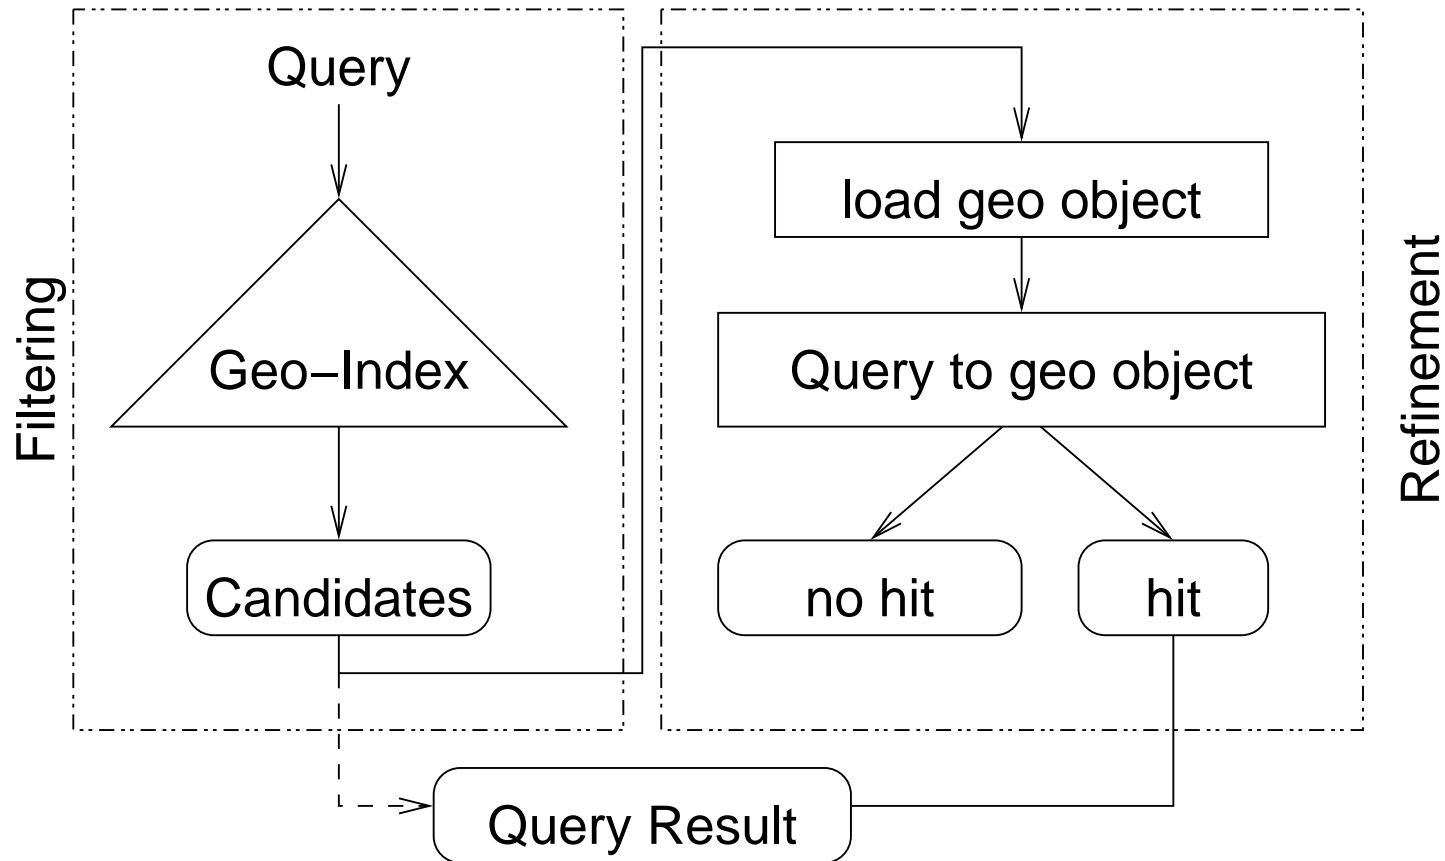 Query
Geo–Index
Candidates
Filtering
load geo object
Query to geo object
no hit
hit
Refinement
Query Result